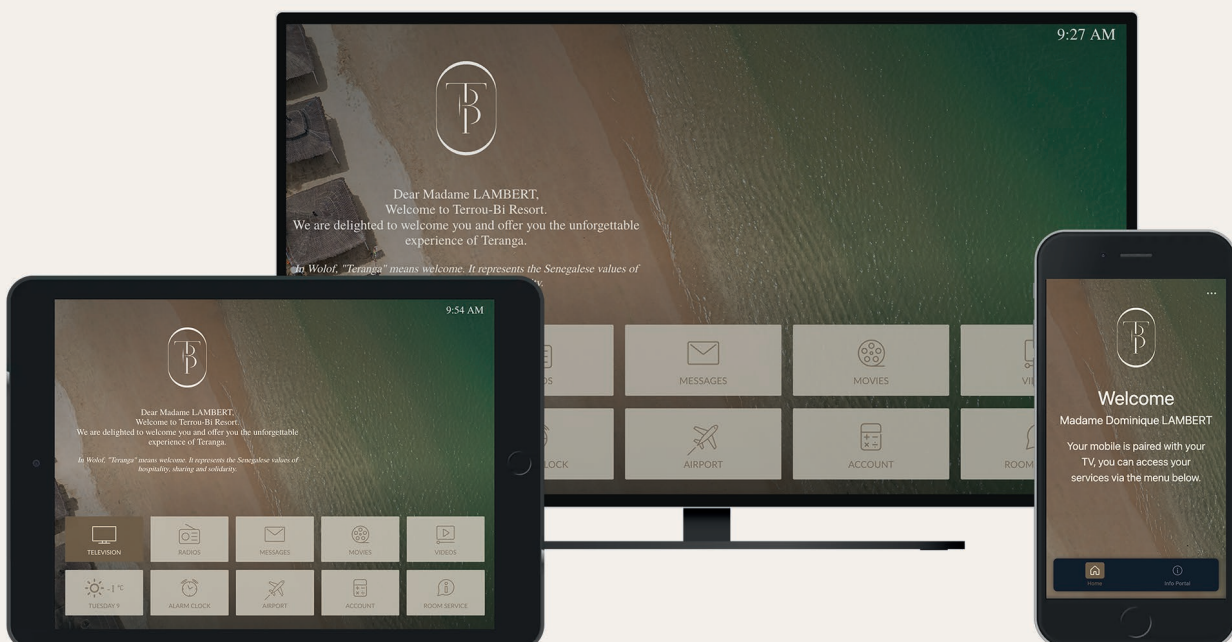 9:27 AM
TBP
Dear Madame LAMBERT,
Welcome to Terrou-Bi Resort.
We are delighted to welcome you and offer you the unforgettable
experience of Teranga.
In Wolof, "Teranga" means welcome. It represents the Senegalese values of
MESSAGES
MOVIES
AIRPORT
ACCOUNT
ROOM
9:54 AM
TBP
Dear Madame LAMBERT,
Welcome to Terrou-Bi Resort.
We are delighted to welcome you and offer you the unforgettable
experience of Teranga.
In Wolof, "Teranga" means welcome. It represents the Senegalese values of
hospitality, sharing and solidarity.
TELEVISION
RADIOS
MESSAGES
MOVIES
VIDEOS
-1 °C
TUESDAY 9
ALARM CLOCK
AIRPORT
ACCOUNT
ROOM SERVICE
TBP
Welcome
Madame Dominique LAMBERT
Your mobile is paired with your
TV, you can access your
services via the menu below.
Home
Info Portal